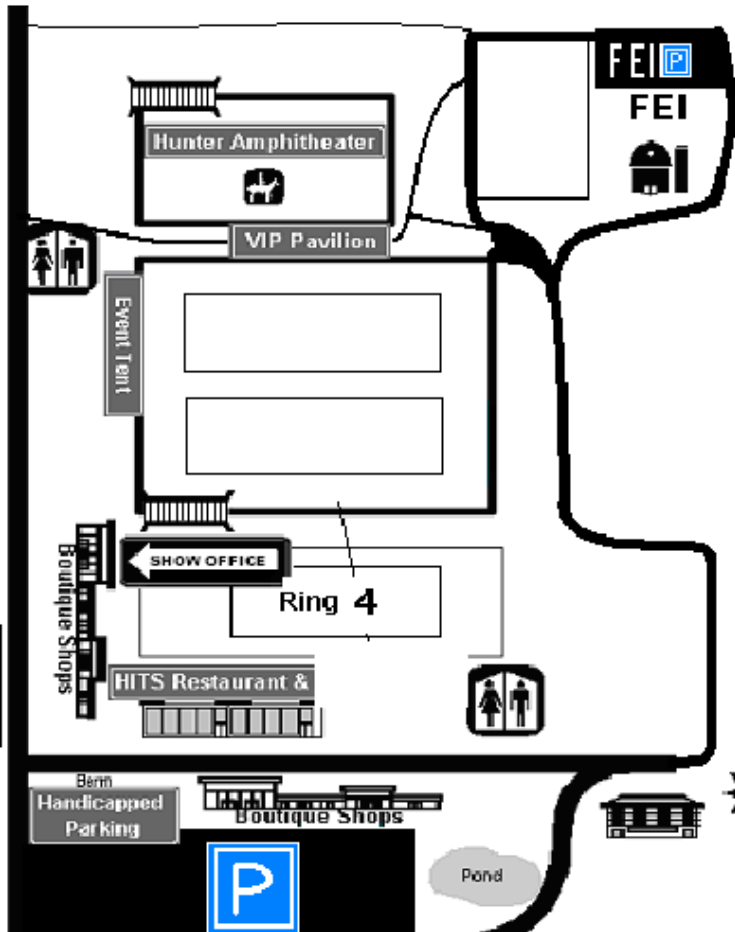 FEI P
FEI
Hunter Amphitheater
VIP Pavilion
Event Tent
SHOW OFFICE
Boutique Shops
Ring 4
HITS Restaurant &
Berm
Handicapped
Parking
Boutique Shops
P
Pond